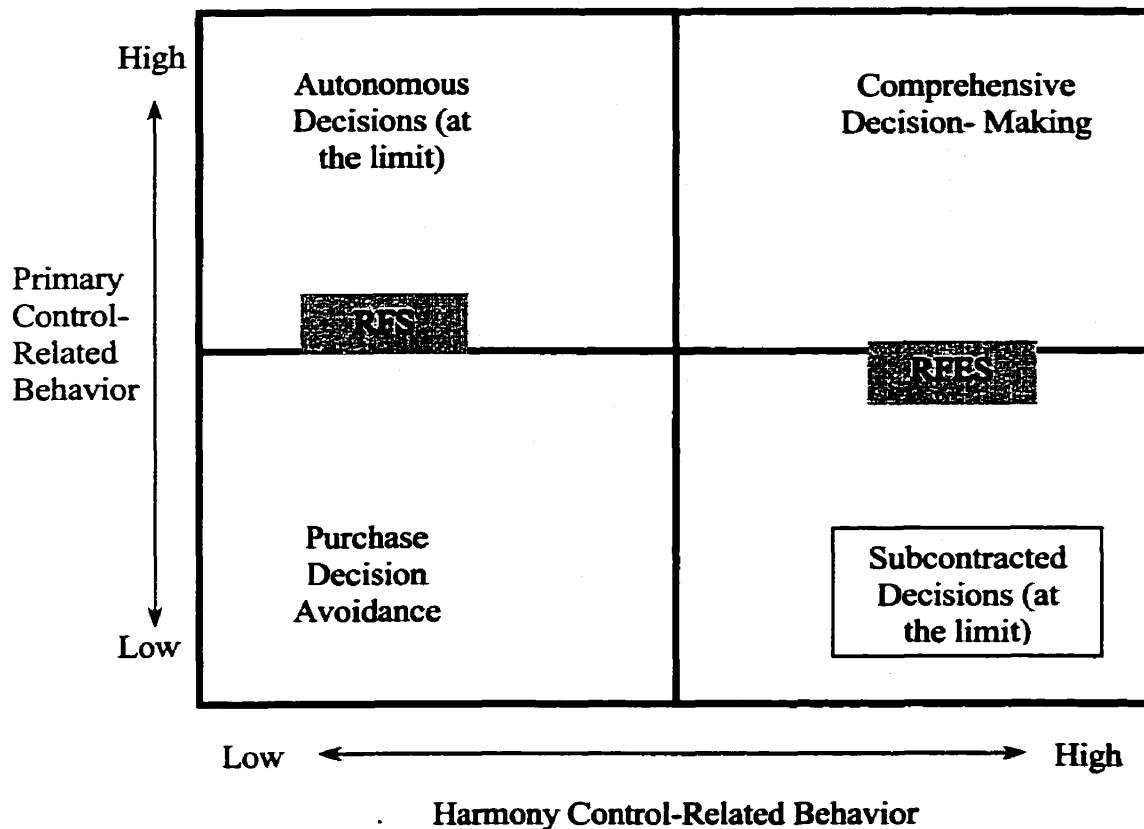 High
Autonomous
Decisions (at
the limit)
Comprehensive
Decision- Making
Primary
Control-
Related
Behavior
RFS
RFES
Purchase
Decision
Avoidance
Subcontracted
Decisions (at
the limit)
Low
Low
High
Harmony Control-Related Behavior